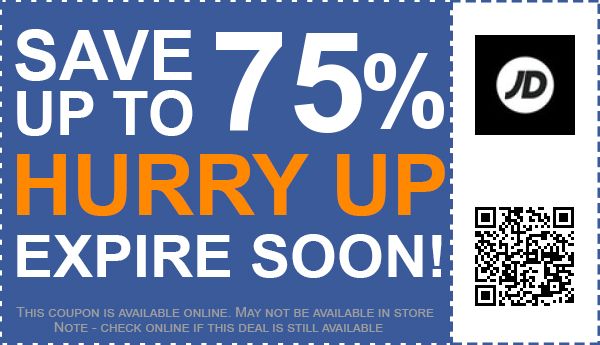 SAVE
UP TO 75%
HURRY UP
EXPIRE SOON!
THIS COUPON IS AVAILABLE ONLINE. MAY NOT BE AVAILABLE IN STORE
NOTE - CHECK ONLINE IF THIS DEAL IS STILL AVAILABLE
JD